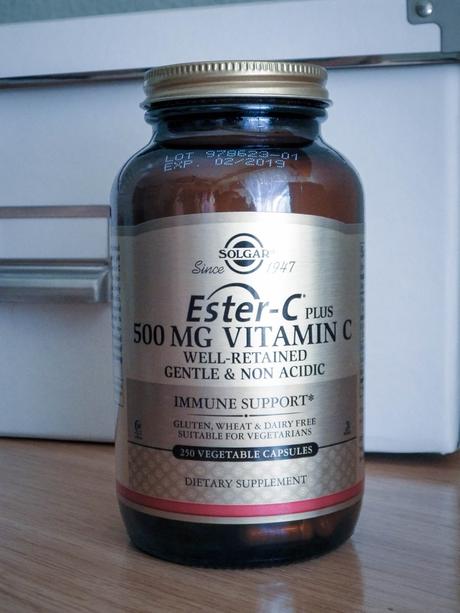 LOT 978623-01
EXP. 02/2019
SOLGAR®
Since 1947
Ester-C® PLUS
500 MG VITAMIN C
WELL-RETAINED
GENTLE & NON ACIDIC
IMMUNE SUPPORT*
GLUTEN, WHEAT & DAIRY FREE
SUITABLE FOR VEGETARIANS
250 VEGETABLE CAPSULES
DIETARY SUPPLEMENT